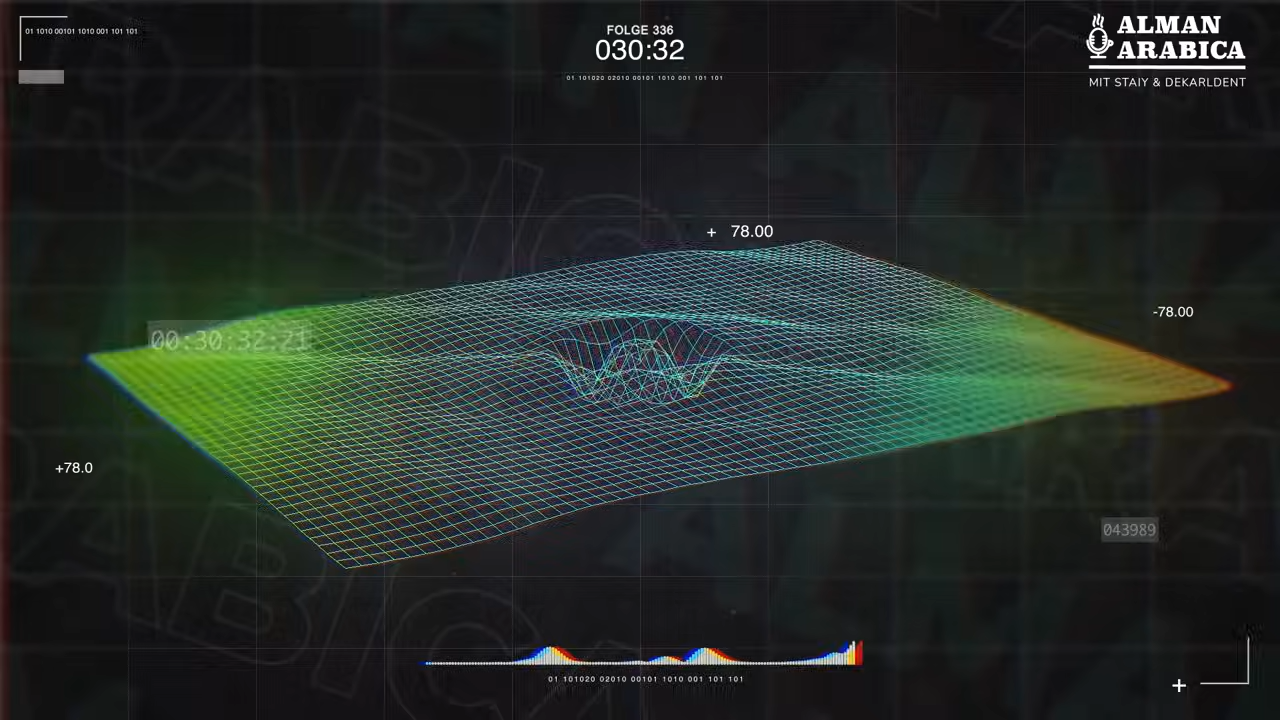 01 1010 00101 1010 001 101 101
FOLGE 336
030:32
01 101020 02010 00101 1010 001 101 101
ALMAN
ARABICA
MIT STAIY & DEKARLDENT
+ 78.00
-78.00
00:30:32:21
+78.0
043989
01 101020 02010 00101 1010 001 101 101
+